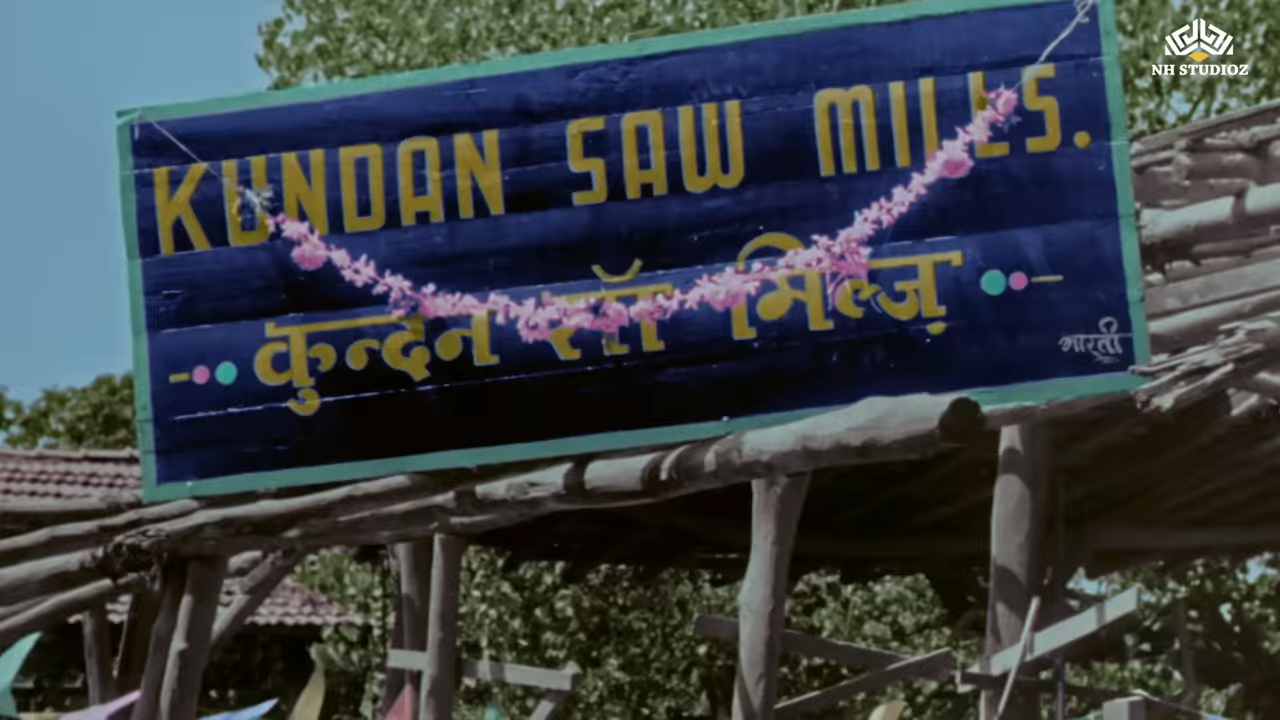 NH STUDIOZ
KUNDAN SAW MILLS.
कुन्दन सॉ मिल्ज़
भारती